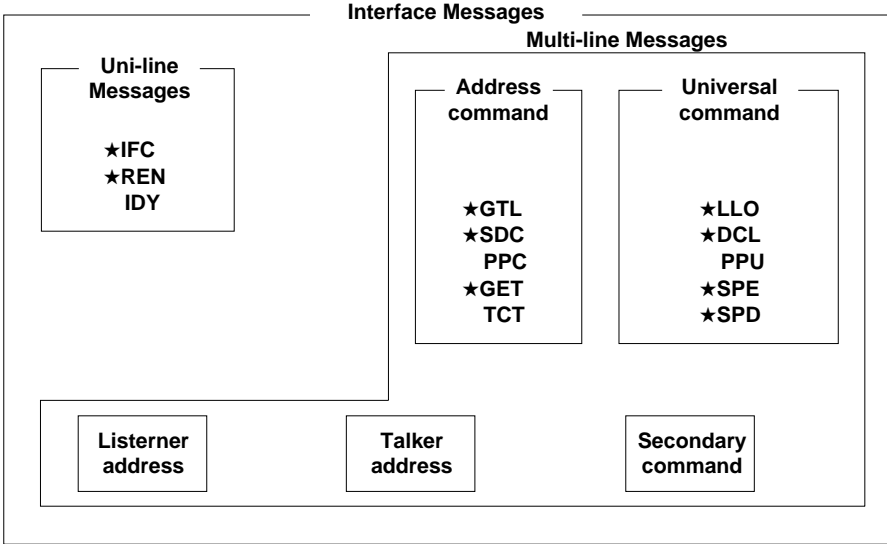 Interface Messages
Multi-line Messages
Uni-line
Messages
★IFC
★REN
IDY
Address
command
★GTL
★SDC
PPC
★GET
TCT
Universal
command
★LLO
★DCL
PPU
★SPE
★SPD
Listerner
address
Talker
address
Secondary
command